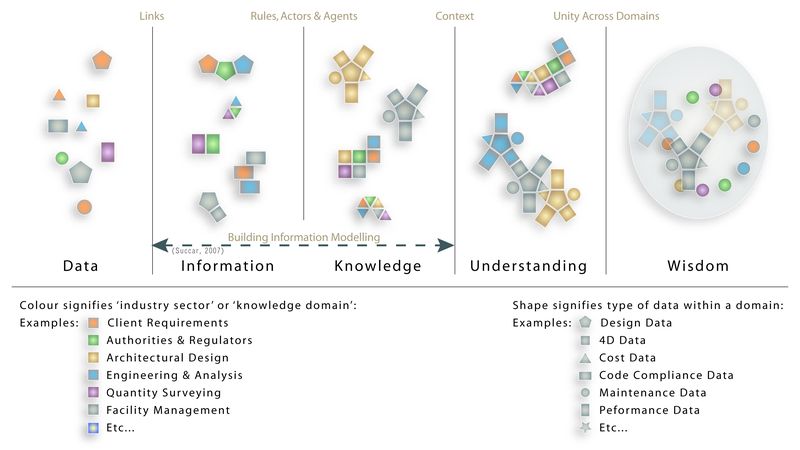 Links
Rules, Actors & Agents
Context
Unity Across Domains
Building Information Modelling
(Succar, 2007)
Data
Information
Knowledge
Understanding
Wisdom
Colour signifies 'industry sector' or 'knowledge domain':
Examples:
Client Requirements
Authorities & Regulators
Architectural Design
Engineering & Analysis
Quantity Surveying
Facility Management
Etc...
Shape signifies type of data within a domain:
Examples:
Design Data
4D Data
Cost Data
Code Compliance Data
Maintenance Data
Peformance Data
Etc...